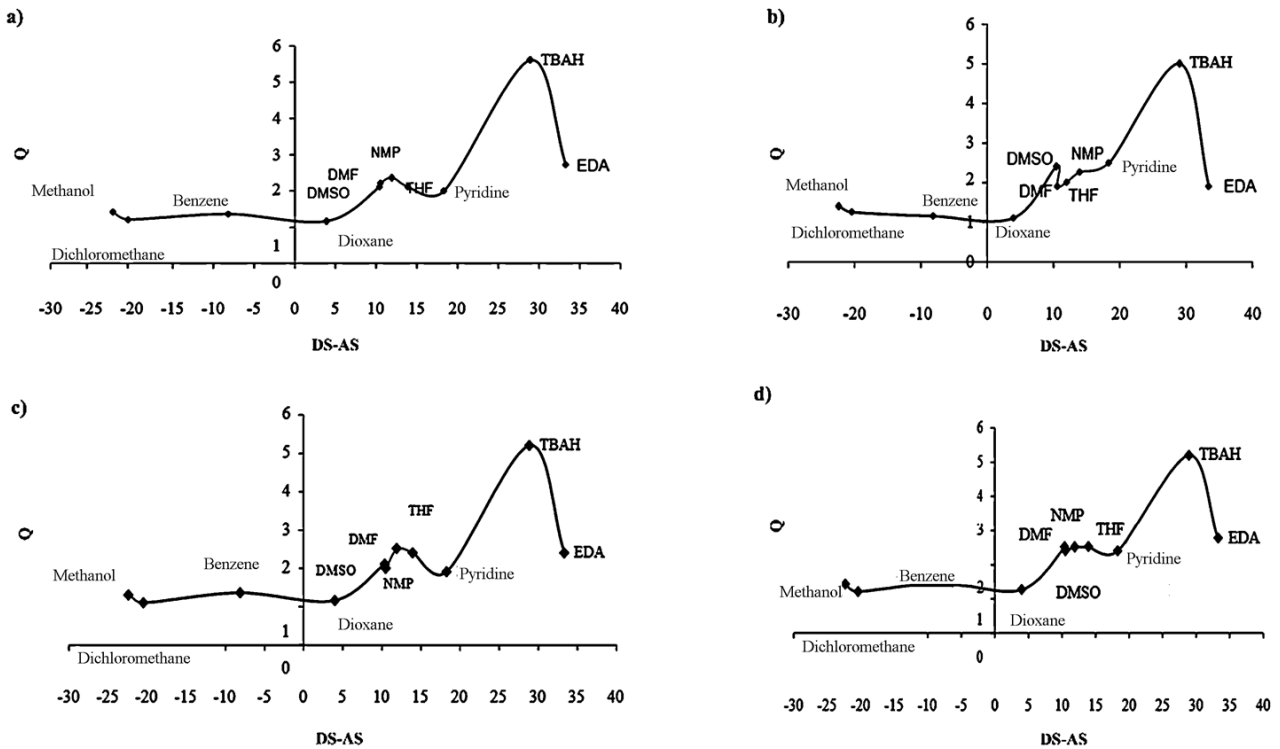 a)
6
TBAH
5
4
Q
3
NMP
EDA
DMF
Methanol
Benzene
DMSO
THF
Pyridine
2
Dioxane
1
Dichloromethane
0
-30 -25 -20 -15 -10 -5 0 5 10 15 20 25 30 35 40
DS-AS
b)
6
TBAH
5
4
3
Q
DMSO
NMP
Pyridine
2
Methanol
Benzene
DMF
THF
EDA
1
Dichloromethane
Dioxane
0
-30 -20 -10 0 10 20 30 40
DS-AS
c)
6
TBAH
5
4
THF
Q
3
DMF
EDA
Methanol
Benzene
DMSO
NMP
Pyridine
2
Dioxane
1
Dichloromethane
0
-30 -25 -20 -15 -10 -5 0 5 10 15 20 25 30 35 40
DS-AS
d)
6
TBAH
5
4
Q
NMP
DMF
THF
3
EDA
Pyridine
Methanol
Benzene
DMSO
2
Dioxane
1
Dichloromethane
0
-30 -25 -20 -15 -10 -5 0 5 10 15 20 25 30 35 40
DS-AS